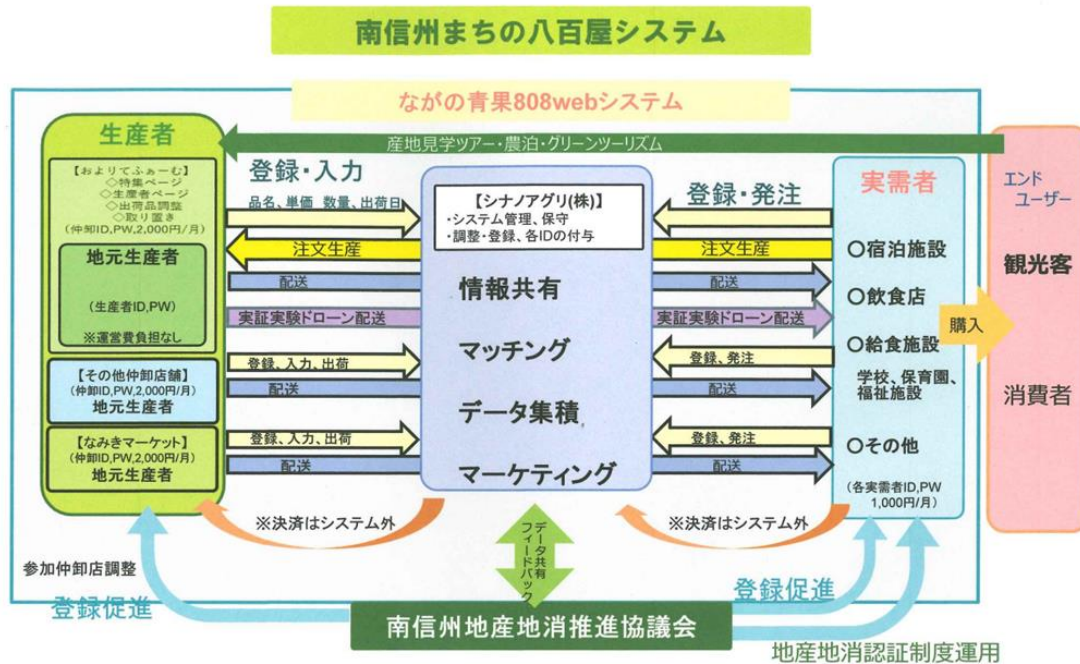 南信州まちの八百屋システム
ながの青果808webシステム
産地見学ツアー・農泊・グリーンツーリズム
生産者
【およりてふぁーむ】
◇特集ページ
◇生産者ページ
◇出荷品調整
◇取り置き
(仲卸ID,PW,2,000円/月)
地元生産者
(生産者ID,PW)
※運営費負担なし
【その他仲卸店舗】
(仲卸ID,PW,2,000円/月)
地元生産者
【なみきマーケット】
(仲卸ID,PW,2,000円/月)
地元生産者
登録・入力
品名、単価 数量、出荷日
注文生産
配送
実証実験ドローン配送
登録、入力、出荷
配送
登録、入力、出荷
配送
※決済はシステム外
【シナノアグリ(株)】
・システム管理、保守
・調整・登録、各IDの付与
情報共有
マッチング
データ集積
マーケティング
登録・発注
注文生産
配送
実証実験ドローン配送
登録、発注
配送
登録、発注
配送
※決済はシステム外
実需者
〇宿泊施設
〇飲食店
〇給食施設
学校、保育園、
福祉施設
〇その他
(各実需者ID,PW
1,000円/月)
購入
エンド
ユーザー
観光客
消費者
データ共有
フィードバック
参加仲卸店調整
登録促進
登録促進
南信州地産地消推進協議会
地産地消認証制度運用